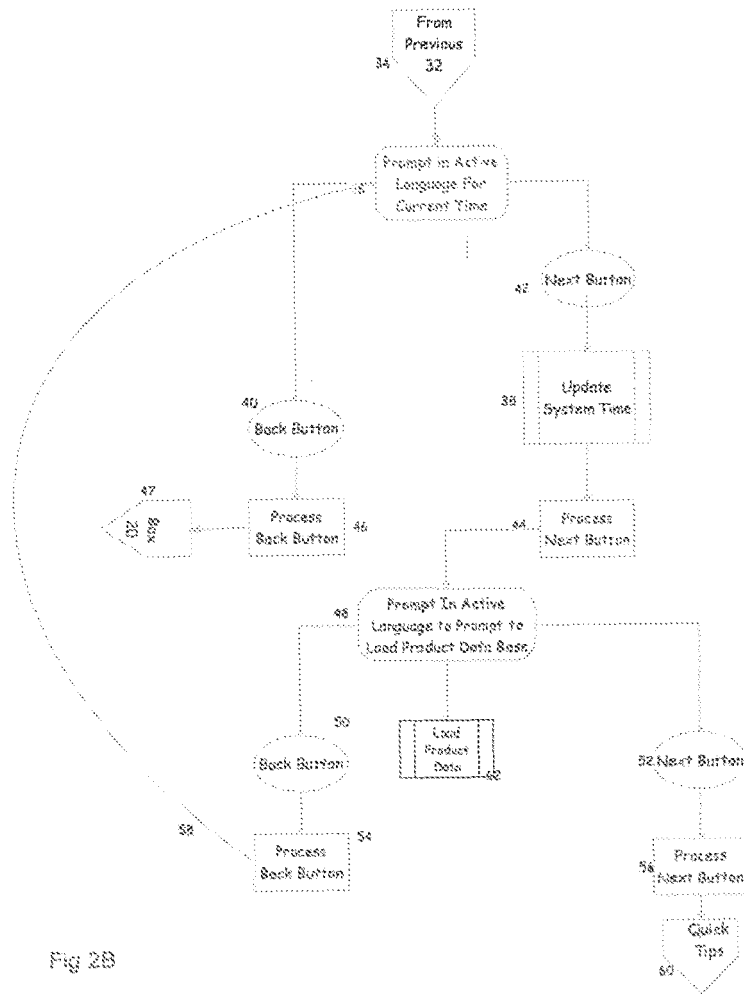 From
Previous
32
34
Prompt in Active
Language For
Current Time
42
Next Button
38
Update
System Time
40
Back Button
47
Box
20
Process
Back Button
46
44
Process
Next Button
48
Prompt In Active
Language to Prompt to
Load Product Data Base
50
Back Button
Load
Product
Data
62
52
Next Button
58
54
Process
Back Button
56
Process
Next Button
Quick
Tips
60
Fig 2B